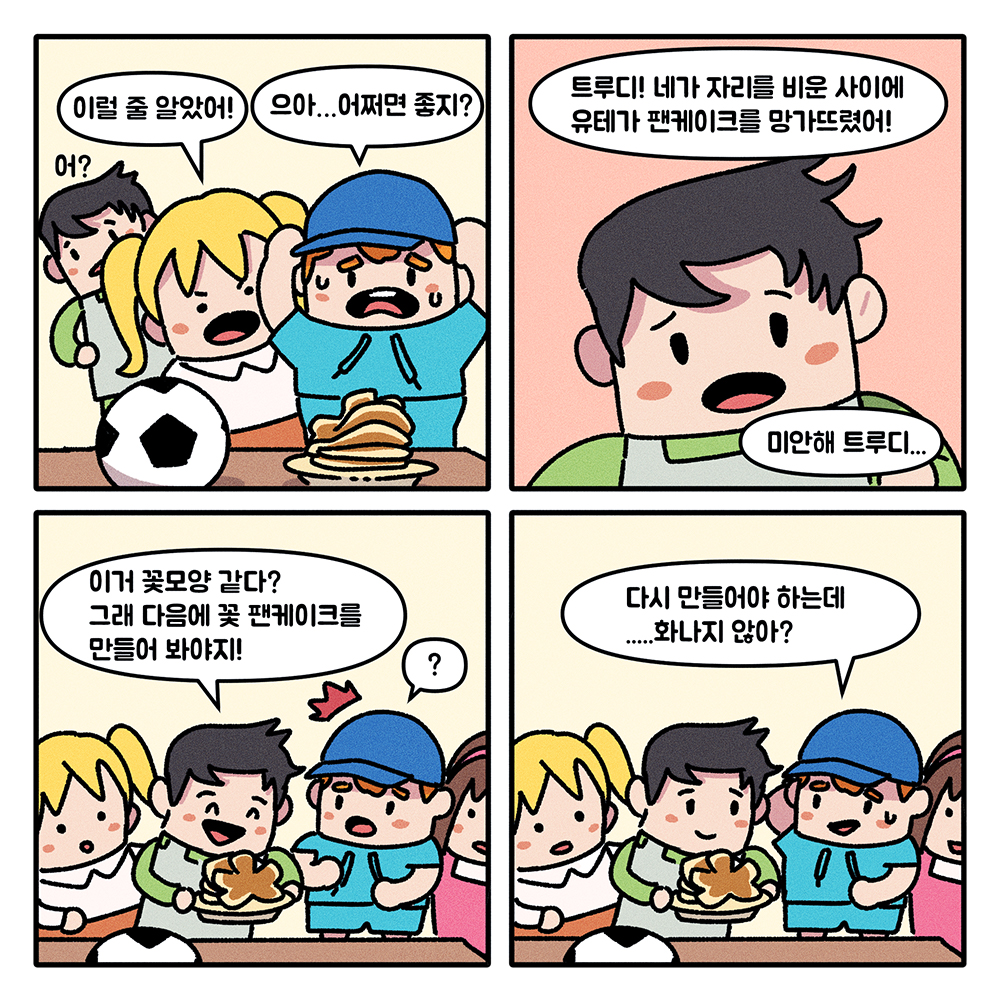 이럴 줄 알았어!
으아...어쩌면 좋지?
어?
트루디! 네가 자리를 비운 사이에
유테가 팬케이크를 망가뜨렸어!
미안해 트루디...
이거 꽃모양 같다?
그래 다음에 꽃 팬케이크를
만들어 봐야지!
?
다시 만들어야 하는데
.....화나지 않아?